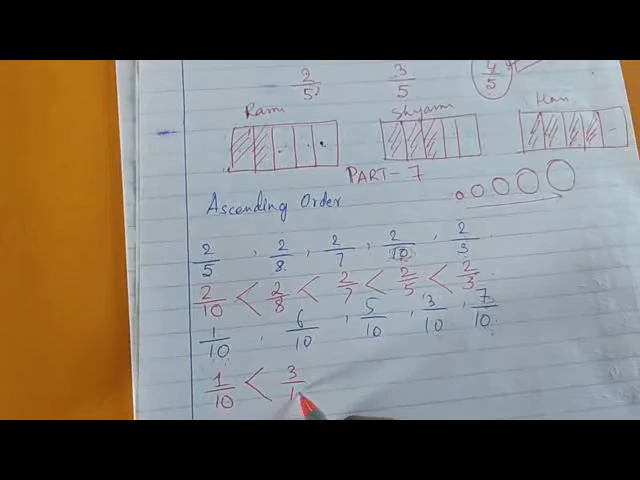 2/5 3/5 4/5
Ram Shyam Hari
PART-7
Ascending Order
2/5, 2/8, 2/7, 2/10, 2/3
2/10 < 2/8 < 2/7 < 2/5 < 2/3
1/10, 6/10, 5/10, 3/10, 7/10
1/10 < 3/1